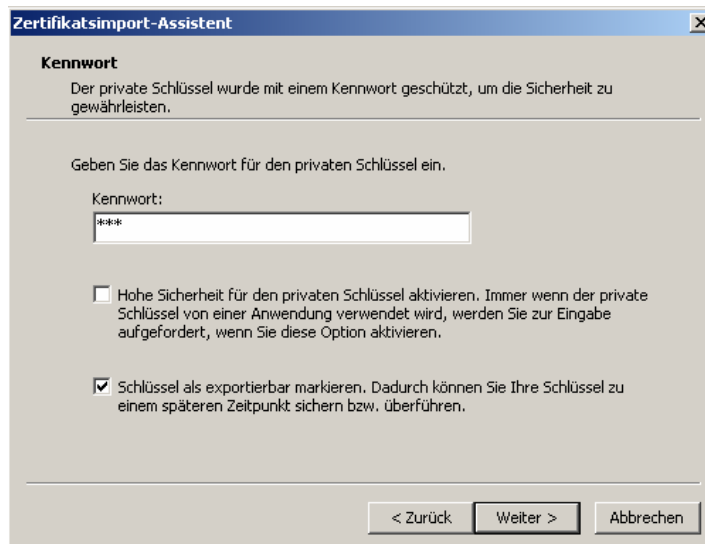 Zertifikatsimport-Assistent
Kennwort
Der private Schlüssel wurde mit einem Kennwort geschützt, um die Sicherheit zu
gewährleisten.
Geben Sie das Kennwort für den privaten Schlüssel ein.
Kennwort:
***
Hohe Sicherheit für den privaten Schlüssel aktivieren. Immer wenn der private
Schlüssel von einer Anwendung verwendet wird, werden Sie zur Eingabe
aufgefordert, wenn Sie diese Option aktivieren.
Schlüssel als exportierbar markieren. Dadurch können Sie Ihre Schlüssel zu
einem späteren Zeitpunkt sichern bzw. überführen.
< Zurück Weiter > Abbrechen